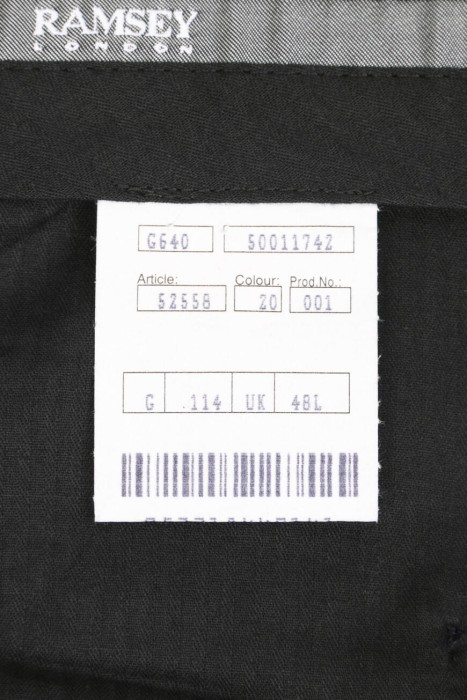 RAMSEY
LONDON
G640 50011742
Article: Colour: Prod.No.:
52558 20 001
G .114 UK 48L